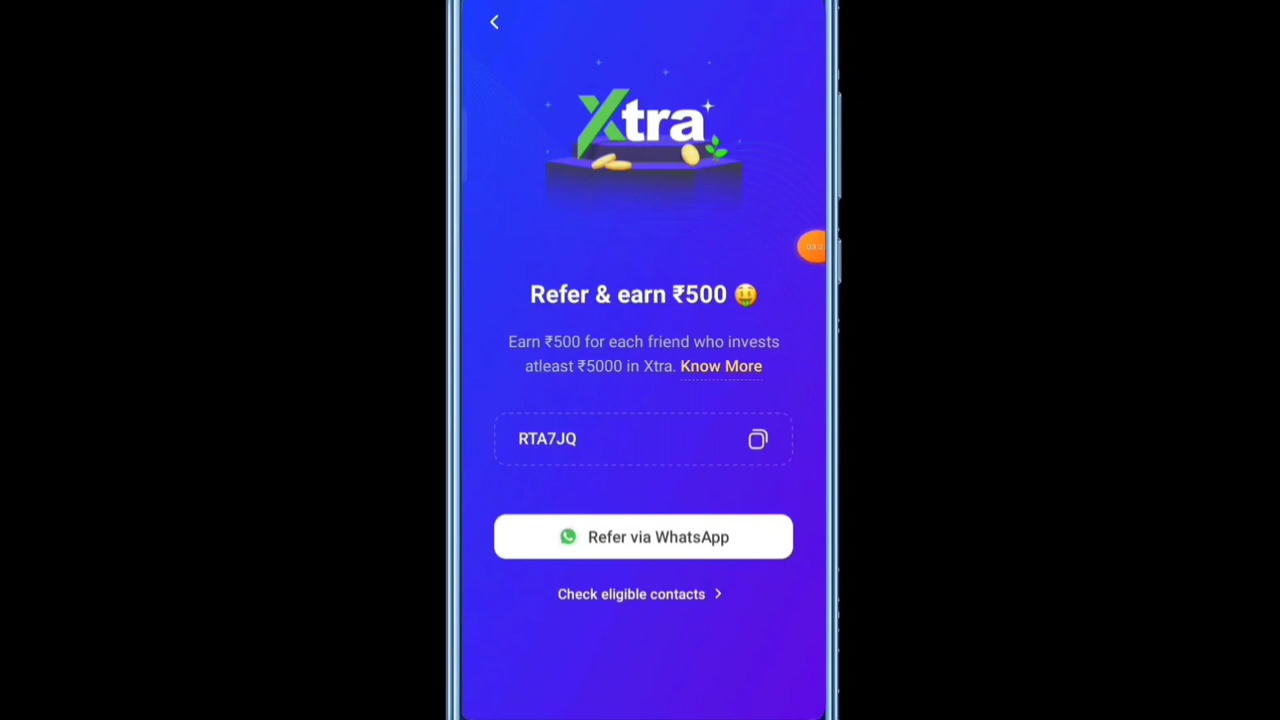 Xtra
Refer & earn ₹500 🤑
Earn ₹500 for each friend who invests
atleast ₹5000 in Xtra. Know More
RTA7JQ
Refer via WhatsApp
Check eligible contacts